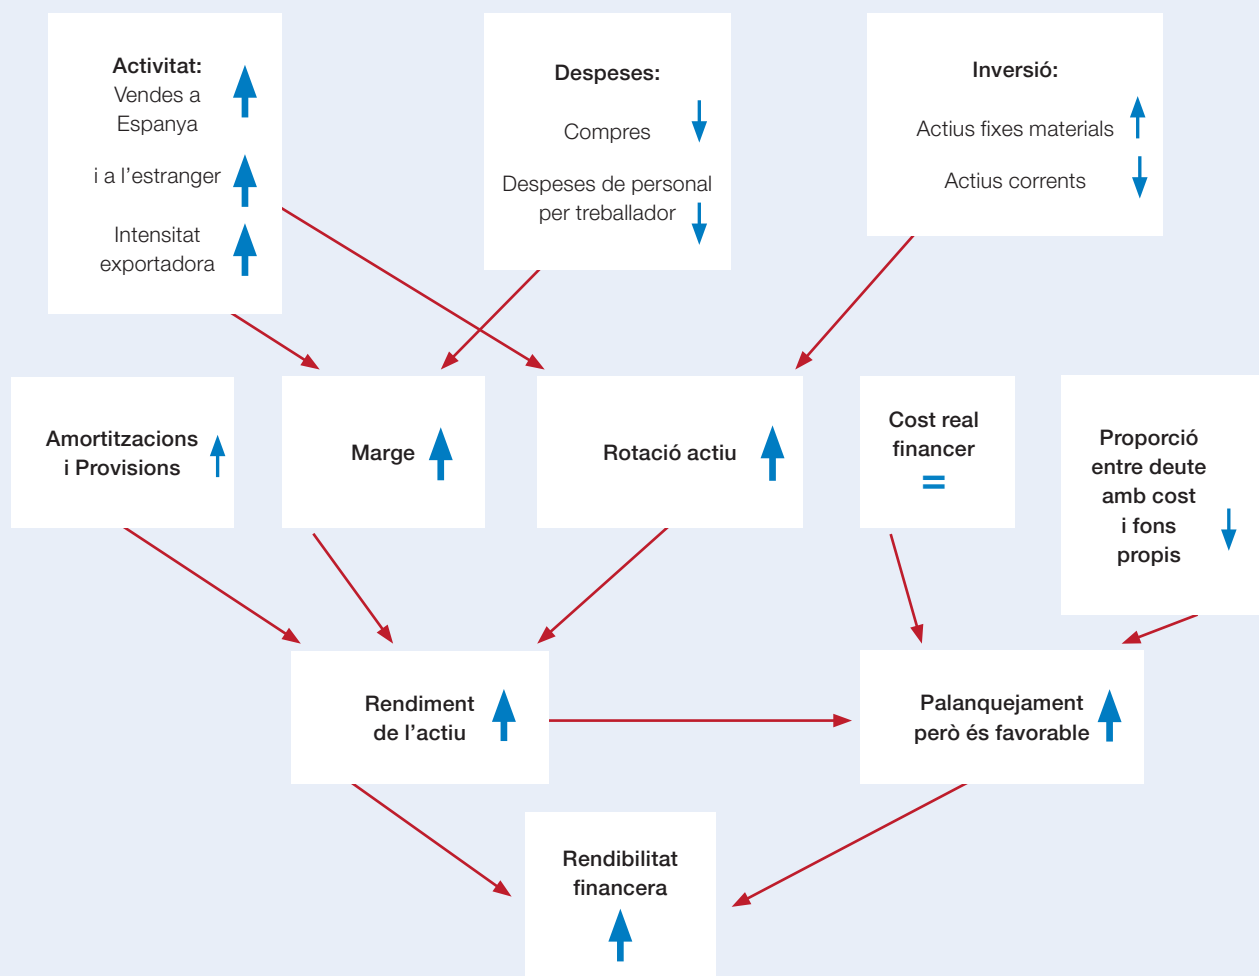 Activitat:
Vendes a
Espanya
i a l’estranger
Intensitat
exportadora
Despeses:
Compres
Despeses de personal
per treballador
Inversió:
Actius fixes materials
Actius corrents
Amortitzacions
i Provisions
Marge
Rotació actiu
Cost real
financer
=
Proporció
entre deute
amb cost
i fons
propis
Rendiment
de l’actiu
Palanquejament
però és favorable
Rendibilitat
financera